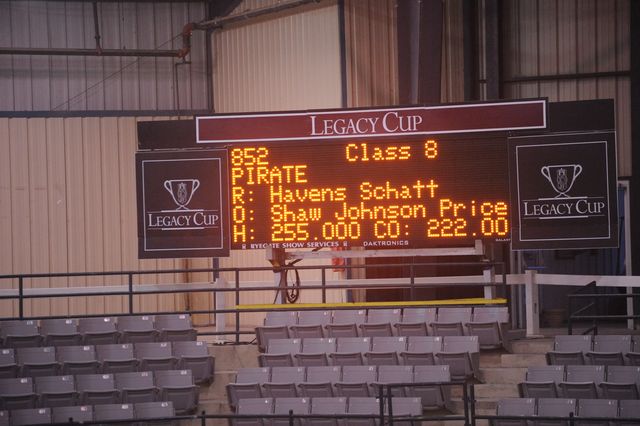 LEGACY CUP
852 Class 8
PIRATE
R: Havens Schatt
O: Shaw Johnson Price
H: 255.000 CO: 222.00
LEGACY CUP
LEGACY CUP
RYEGATE SHOW SERVICES DAKTRONICS
GALAXY